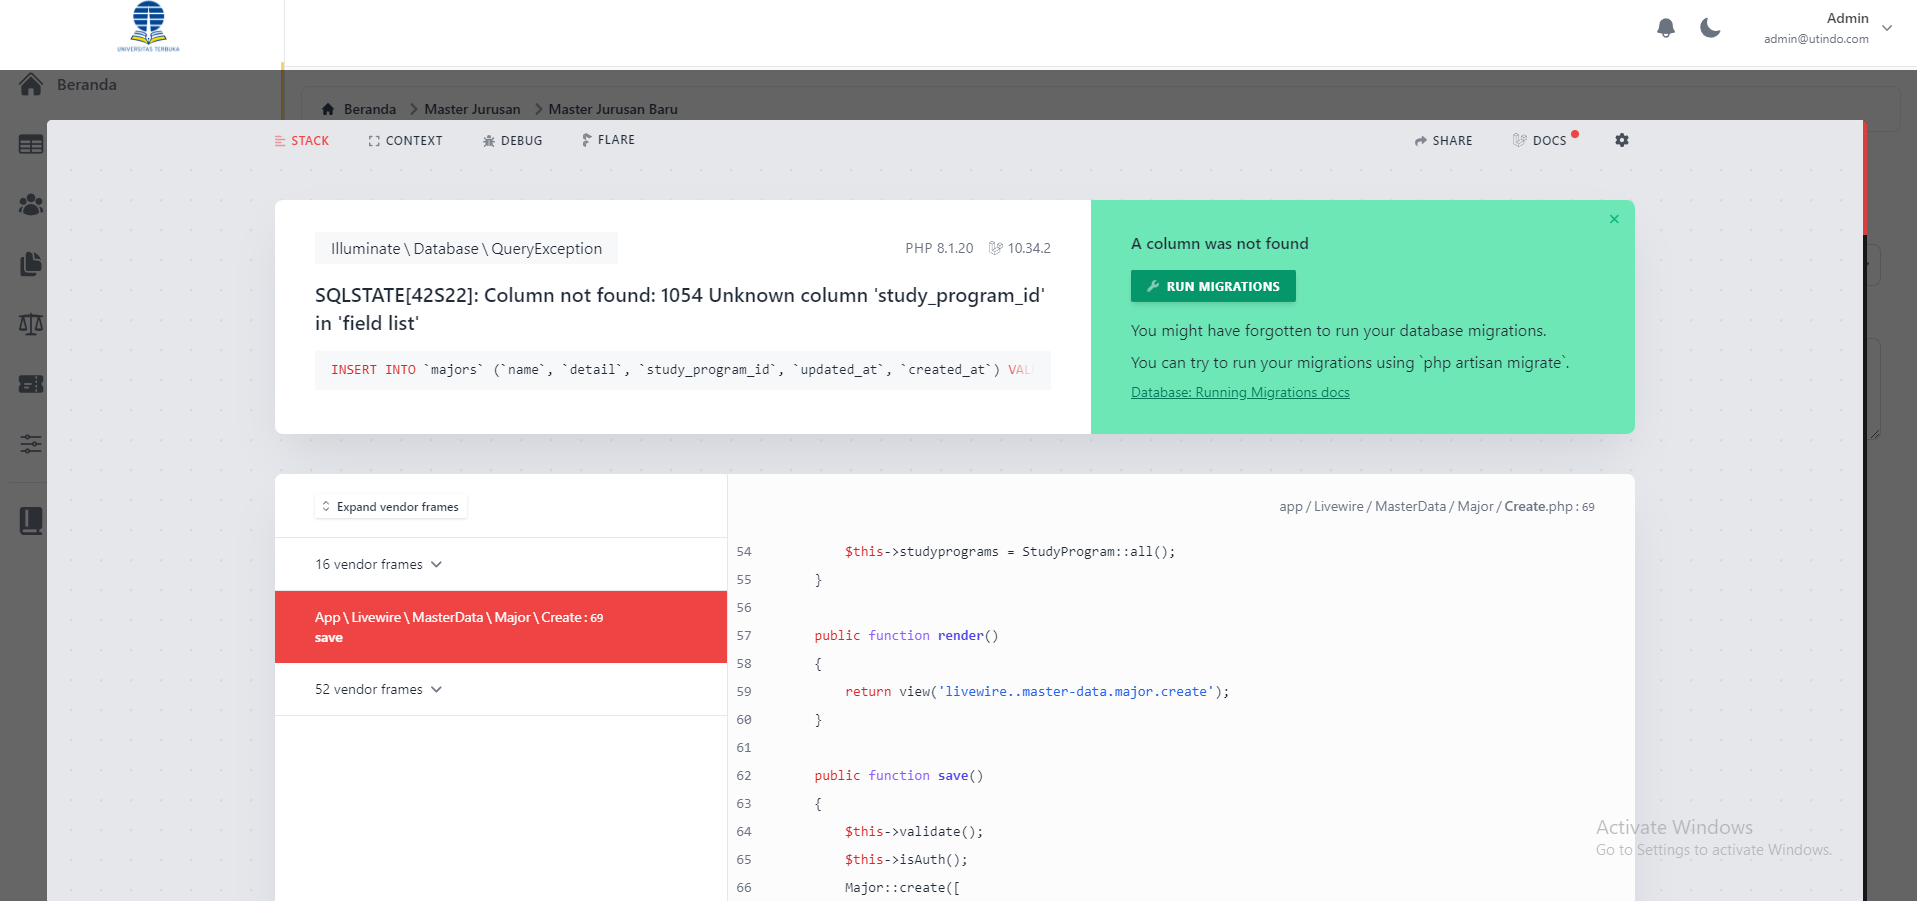 UNIVERSITAS TERBUKA
Admin
admin@utindo.com
Beranda
Beranda
Master Jurusan
Master Jurusan Baru
STACK
CONTEXT
DEBUG
FLARE
SHARE
DOCS
Illuminate \ Database \ QueryException
PHP 8.1.20
10.34.2
SQLSTATE[42S22]: Column not found: 1054 Unknown column 'study_program_id'
in 'field list'
INSERT INTO `majors` (`name`, `detail`, `study_program_id`, `updated_at`, `created_at`) VAL
A column was not found
RUN MIGRATIONS
You might have forgotten to run your database migrations.
You can try to run your migrations using `php artisan migrate`.
Database: Running Migrations docs
Expand vendor frames
16 vendor frames
App \ Livewire \ MasterData \ Major \ Create : 69
save
52 vendor frames
app / Livewire / MasterData / Major / Create.php : 69
54 $this->studyprograms = StudyProgram::all();
55 }
56
57 public function render()
58 {
59 return view('livewire..master-data.major.create');
60 }
61
62 public function save()
63 {
64 $this->validate();
65 $this->isAuth();
66 Major::create([
Activate Windows
Go to Settings to activate Windows.